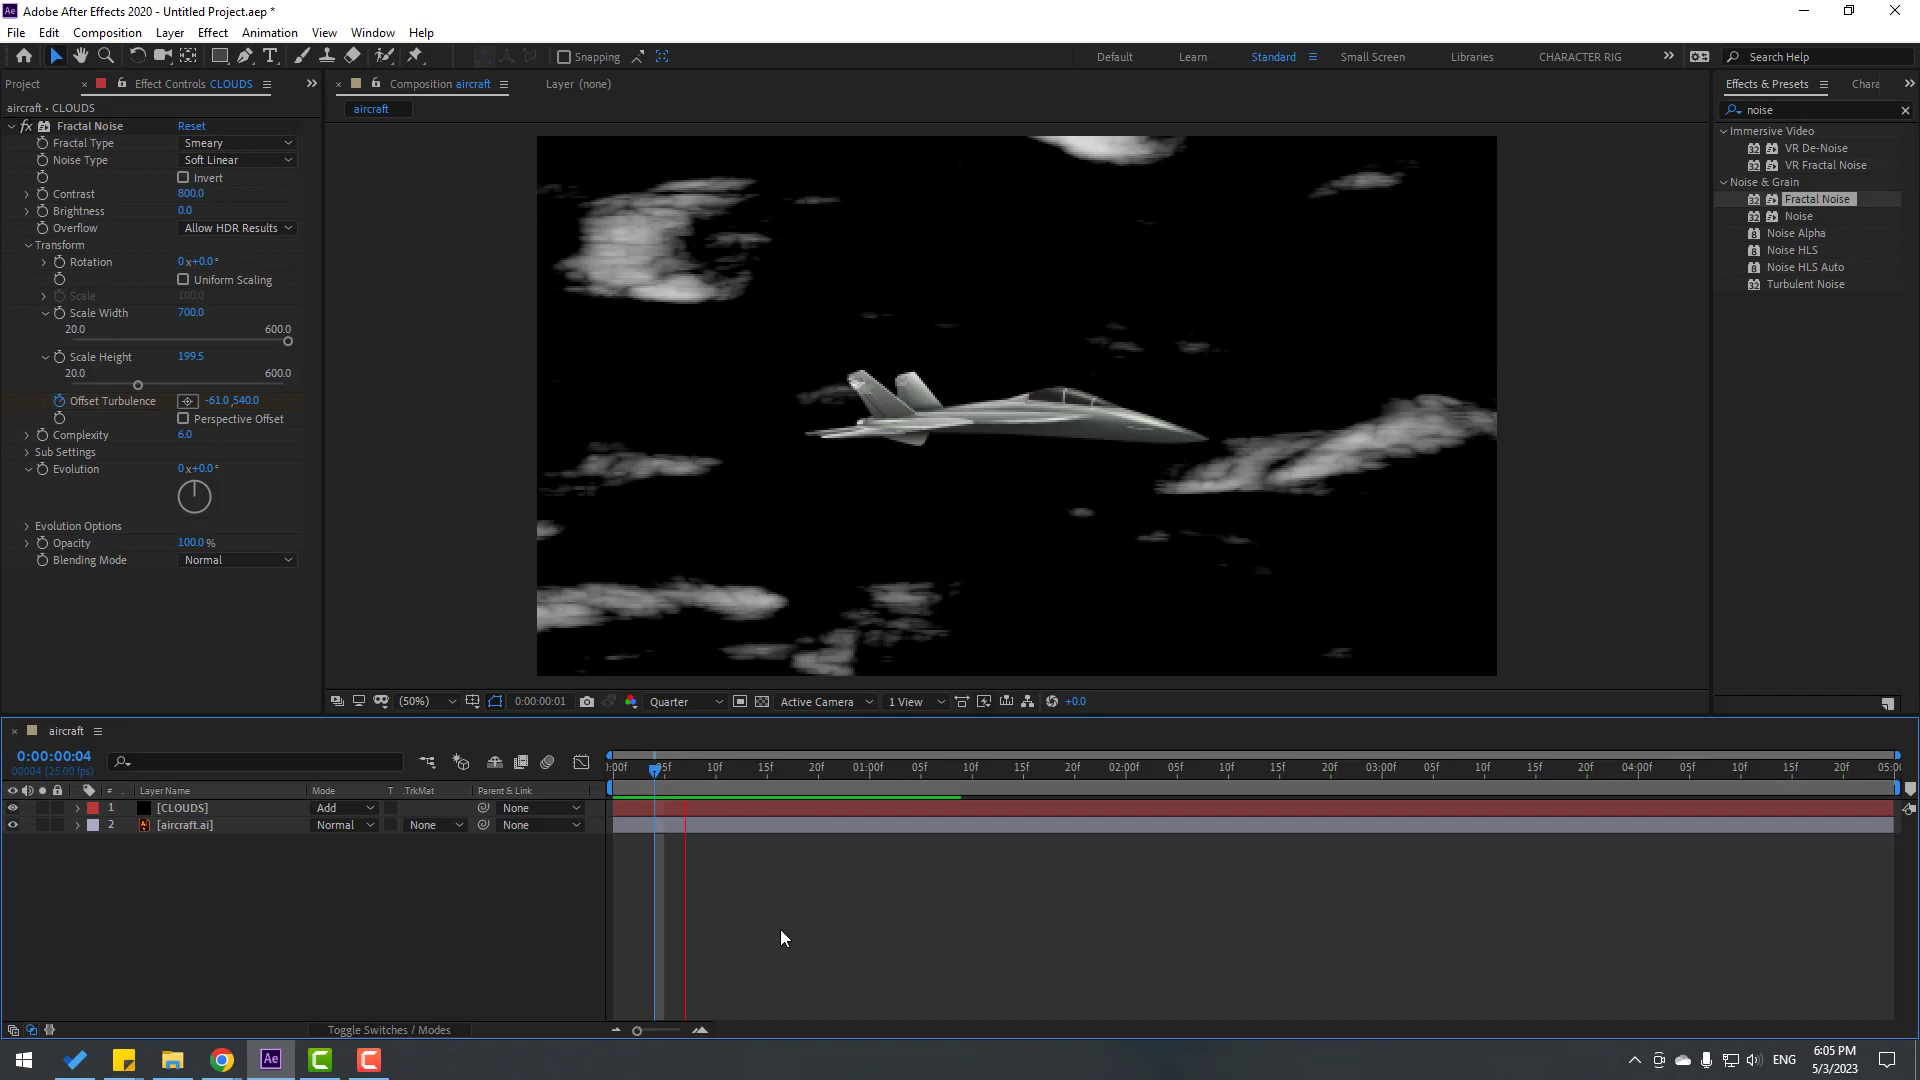 Ae Adobe After Effects 2020 - Untitled Project.aep *
File Edit Composition Layer Effect Animation View Window Help
Snapping Default Learn Standard Small Screen Libraries CHARACTER RIG Search Help
Project Effect Controls CLOUDS Composition aircraft Layer (none) Effects & Presets Chara
aircraft • CLOUDS
aircraft
noise
fx Fractal Noise Reset
Fractal Type Smeary
Noise Type Soft Linear
Invert
Contrast 800.0
Brightness 0.0
Overflow Allow HDR Results
Transform
Rotation 0x+0.0°
Uniform Scaling
Scale 100.0
Scale Width 700.0
20.0 600.0
Scale Height 199.5
20.0 600.0
Offset Turbulence -61.0,540.0
Perspective Offset
Complexity 6.0
Sub Settings
Evolution 0x+0.0°
Evolution Options
Opacity 100.0 %
Blending Mode Normal
Immersive Video
VR De-Noise
VR Fractal Noise
Noise & Grain
Fractal Noise
Noise
Noise Alpha
Noise HLS
Noise HLS Auto
Turbulent Noise
(50%) 0:00:00:01 Quarter Active Camera 1 View +0.0
aircraft
0:00:00:04
00004 (25.00 fps)
:00f 05f 10f 15f 20f 01:00f 05f 10f 15f 20f 02:00f 05f 10f 15f 20f 03:00f 05f 10f 15f 20f 04:00f 05f 10f 15f 20f 05:00
# . Layer Name Mode T .TrkMat Parent & Link
1 [CLOUDS] Add None
2 [aircraft.ai] Normal None None
Toggle Switches / Modes
Ae ENG 6:05 PM
5/3/2023